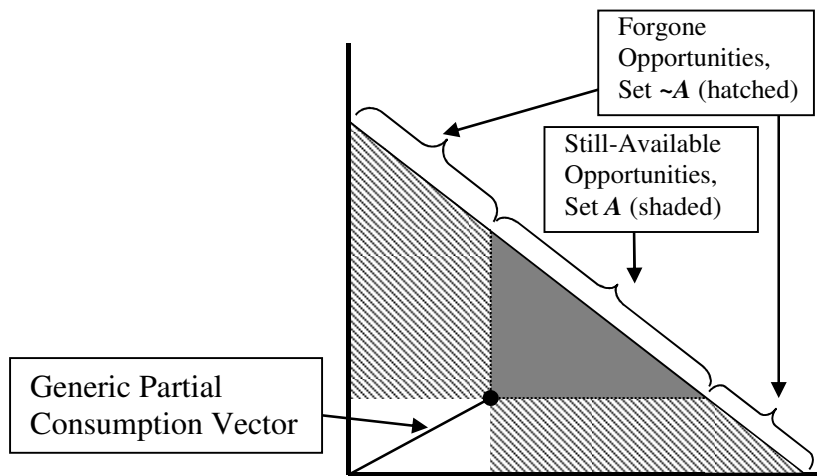 Forgone
Opportunities,
Set ~A (hatched)
Still-Available
Opportunities,
Set A (shaded)
Generic Partial
Consumption Vector